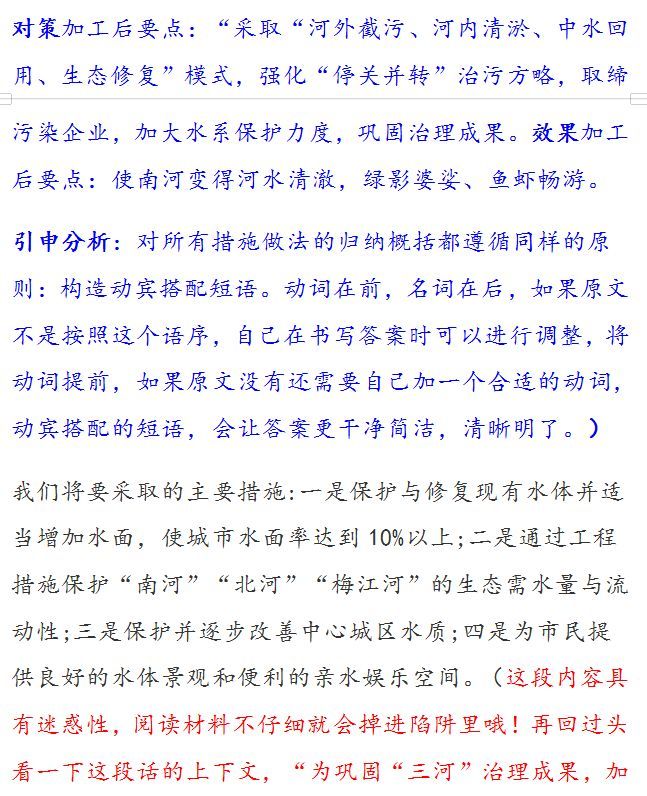 对策加工后要点：“采取“河外截污、河内清淤、中水回
用、生态修复”模式，强化“停关并转”治污方略，取缔
污染企业，加大水系保护力度，巩固治理成果。效果加工
后要点：使南河变得河水清澈，绿影婆娑、鱼虾畅游。
引申分析：对所有措施做法的归纳概括都遵循同样的原
则：构造动宾搭配短语。动词在前，名词在后，如果原文
不是按照这个语序，自己在书写答案时可以进行调整，将
动词提前，如果原文没有还需要自己加一个合适的动词，
动宾搭配的短语，会让答案更干净简洁，清晰明了。）
我们将要采取的主要措施:一是保护与修复现有水体并适
当增加水面，使城市水面率达到10%以上;二是通过工程
措施保护“南河”“北河”“梅江河”的生态需水量与流
动性;三是保护并逐步改善中心城区水质;四是为市民提
供良好的水体景观和便利的亲水娱乐空间。（这段内容具
有迷惑性，阅读材料不仔细就会掉进陷阱里哦！再回过头
看一下这段话的上下文，“为巩固“三河”治理成果，加